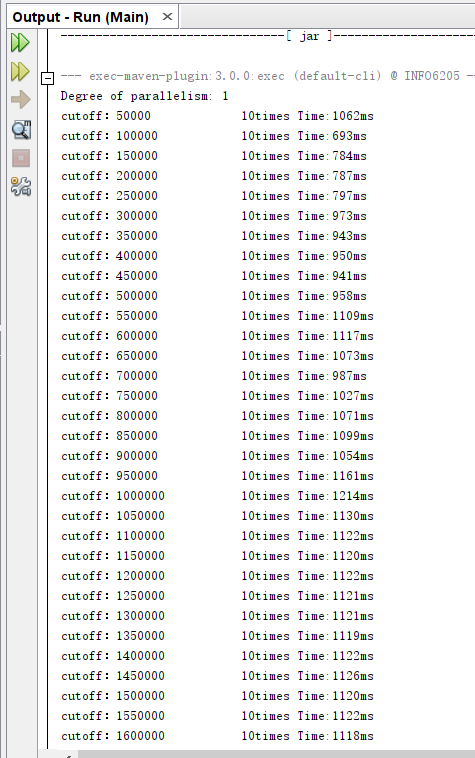 Output - Run (Main) ×
[ jar ]
--- exec-maven-plugin:3.0.0:exec (default-cli) @ INFO6205 --
Degree of parallelism: 1
cutoff: 50000 10times Time:1062ms
cutoff: 100000 10times Time:693ms
cutoff: 150000 10times Time:784ms
cutoff: 200000 10times Time:787ms
cutoff: 250000 10times Time:797ms
cutoff: 300000 10times Time:973ms
cutoff: 350000 10times Time:943ms
cutoff: 400000 10times Time:950ms
cutoff: 450000 10times Time:941ms
cutoff: 500000 10times Time:958ms
cutoff: 550000 10times Time:1109ms
cutoff: 600000 10times Time:1117ms
cutoff: 650000 10times Time:1073ms
cutoff: 700000 10times Time:987ms
cutoff: 750000 10times Time:1027ms
cutoff: 800000 10times Time:1071ms
cutoff: 850000 10times Time:1099ms
cutoff: 900000 10times Time:1054ms
cutoff: 950000 10times Time:1161ms
cutoff: 1000000 10times Time:1214ms
cutoff: 1050000 10times Time:1130ms
cutoff: 1100000 10times Time:1122ms
cutoff: 1150000 10times Time:1120ms
cutoff: 1200000 10times Time:1122ms
cutoff: 1250000 10times Time:1121ms
cutoff: 1300000 10times Time:1121ms
cutoff: 1350000 10times Time:1119ms
cutoff: 1400000 10times Time:1122ms
cutoff: 1450000 10times Time:1126ms
cutoff: 1500000 10times Time:1120ms
cutoff: 1550000 10times Time:1122ms
cutoff: 1600000 10times Time:1118ms